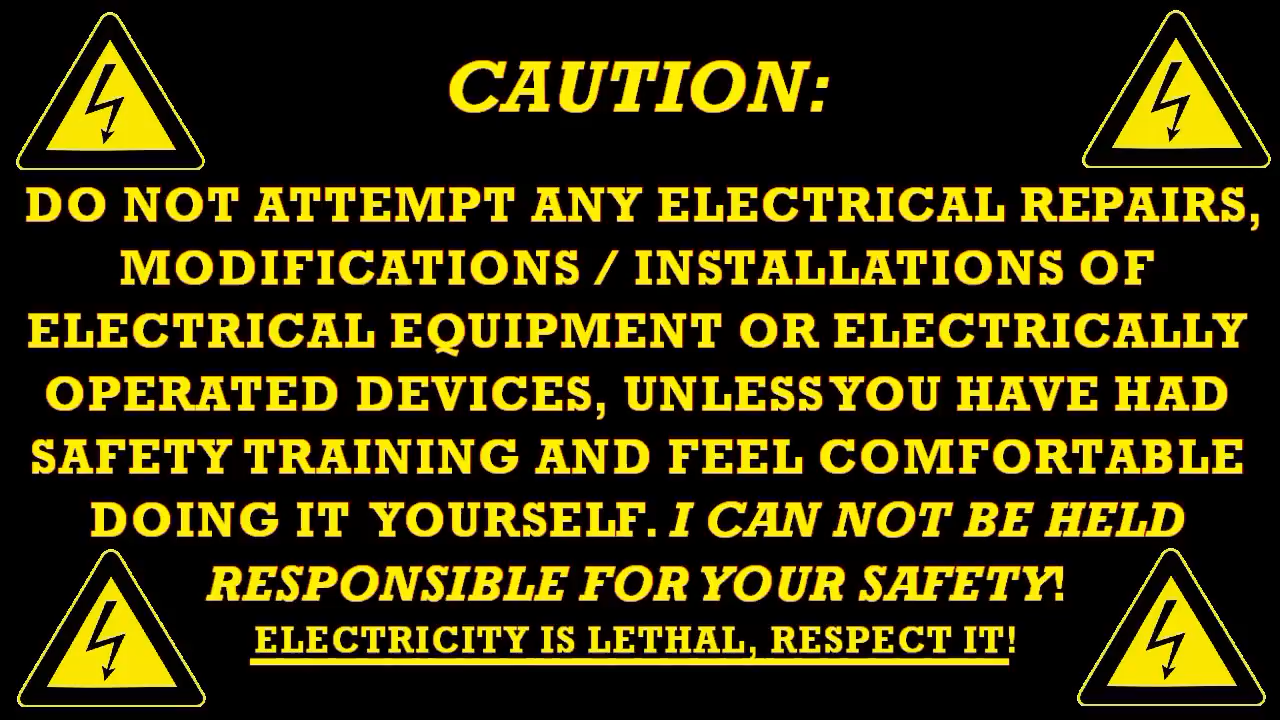 CAUTION:
DO NOT ATTEMPT ANY ELECTRICAL REPAIRS,
MODIFICATIONS / INSTALLATIONS OF
ELECTRICAL EQUIPMENT OR ELECTRICALLY
OPERATED DEVICES, UNLESS YOU HAVE HAD
SAFETY TRAINING AND FEEL COMFORTABLE
DOING IT YOURSELF. I CAN NOT BE HELD
RESPONSIBLE FOR YOUR SAFETY!
ELECTRICITY IS LETHAL, RESPECT IT!